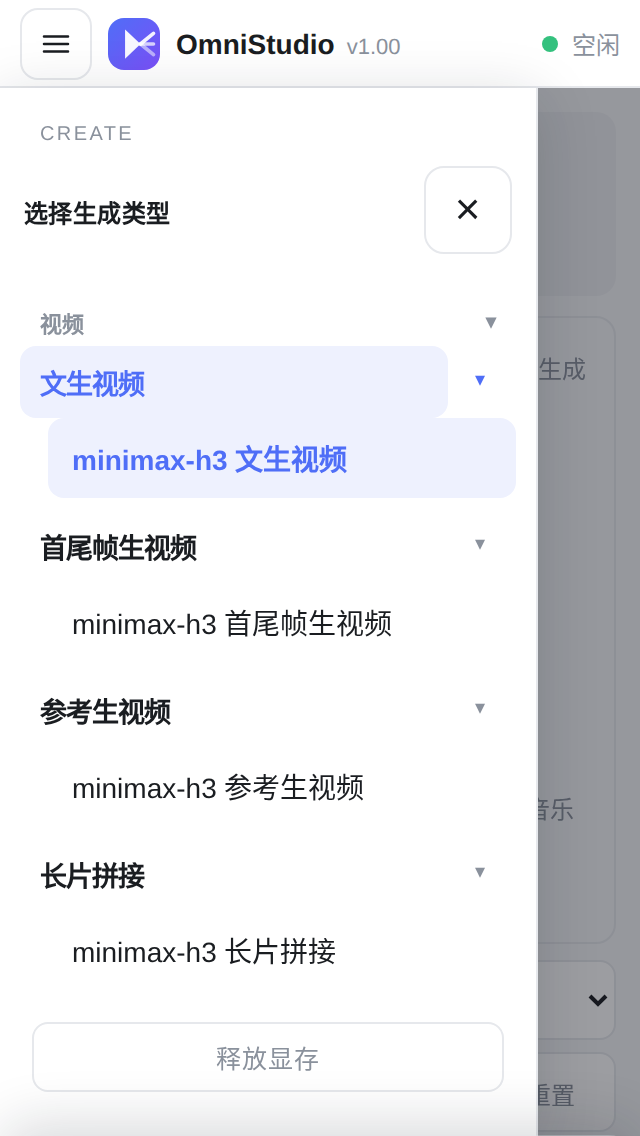 OmniStudio v1.00
空闲
CREATE
选择生成类型
视频
文生视频
minimax-h3 文生视频
首尾帧生视频
minimax-h3 首尾帧生视频
参考生视频
minimax-h3 参考生视频
长片拼接
minimax-h3 长片拼接
释放显存
生成
音乐
重置